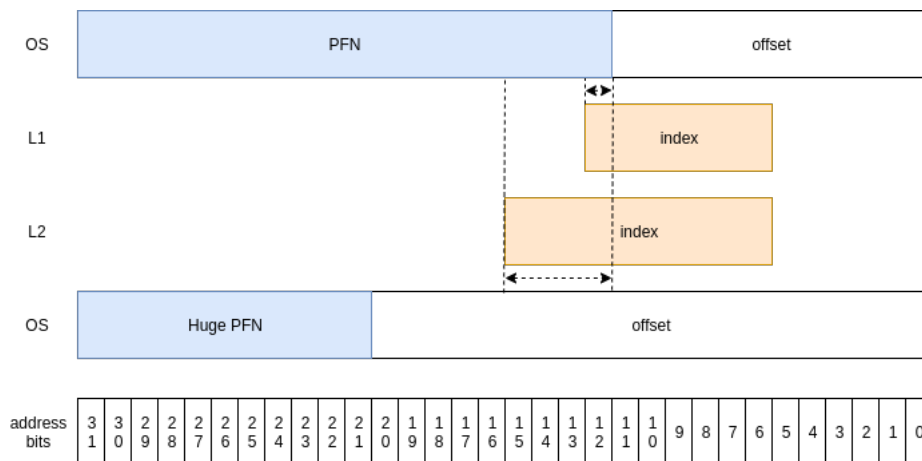 OS PFN offset
L1 index
L2 index
OS Huge PFN offset
address bits 31 30 29 28 27 26 25 24 23 22 21 20 19 18 17 16 15 14 13 12 11 10 9 8 7 6 5 4 3 2 1 0